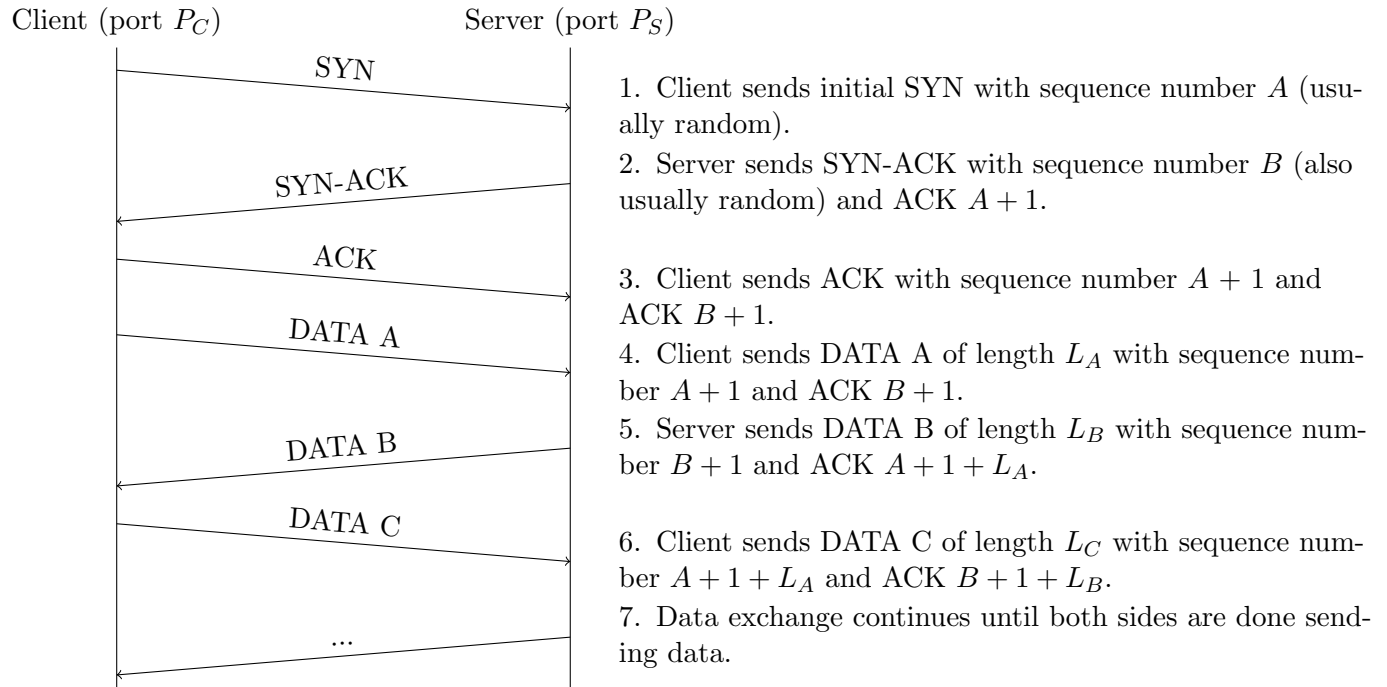 Client (port P_C) Server (port P_S)
SYN
1. Client sends initial SYN with sequence number A (usu-
ally random).
SYN-ACK
2. Server sends SYN-ACK with sequence number B (also
usually random) and ACK A + 1.
ACK
3. Client sends ACK with sequence number A + 1 and
ACK B + 1.
DATA A
4. Client sends DATA A of length L_A with sequence num-
ber A + 1 and ACK B + 1.
DATA B
5. Server sends DATA B of length L_B with sequence num-
ber B + 1 and ACK A + 1 + L_A.
DATA C
6. Client sends DATA C of length L_C with sequence num-
ber A + 1 + L_A and ACK B + 1 + L_B.
...
7. Data exchange continues until both sides are done send-
ing data.